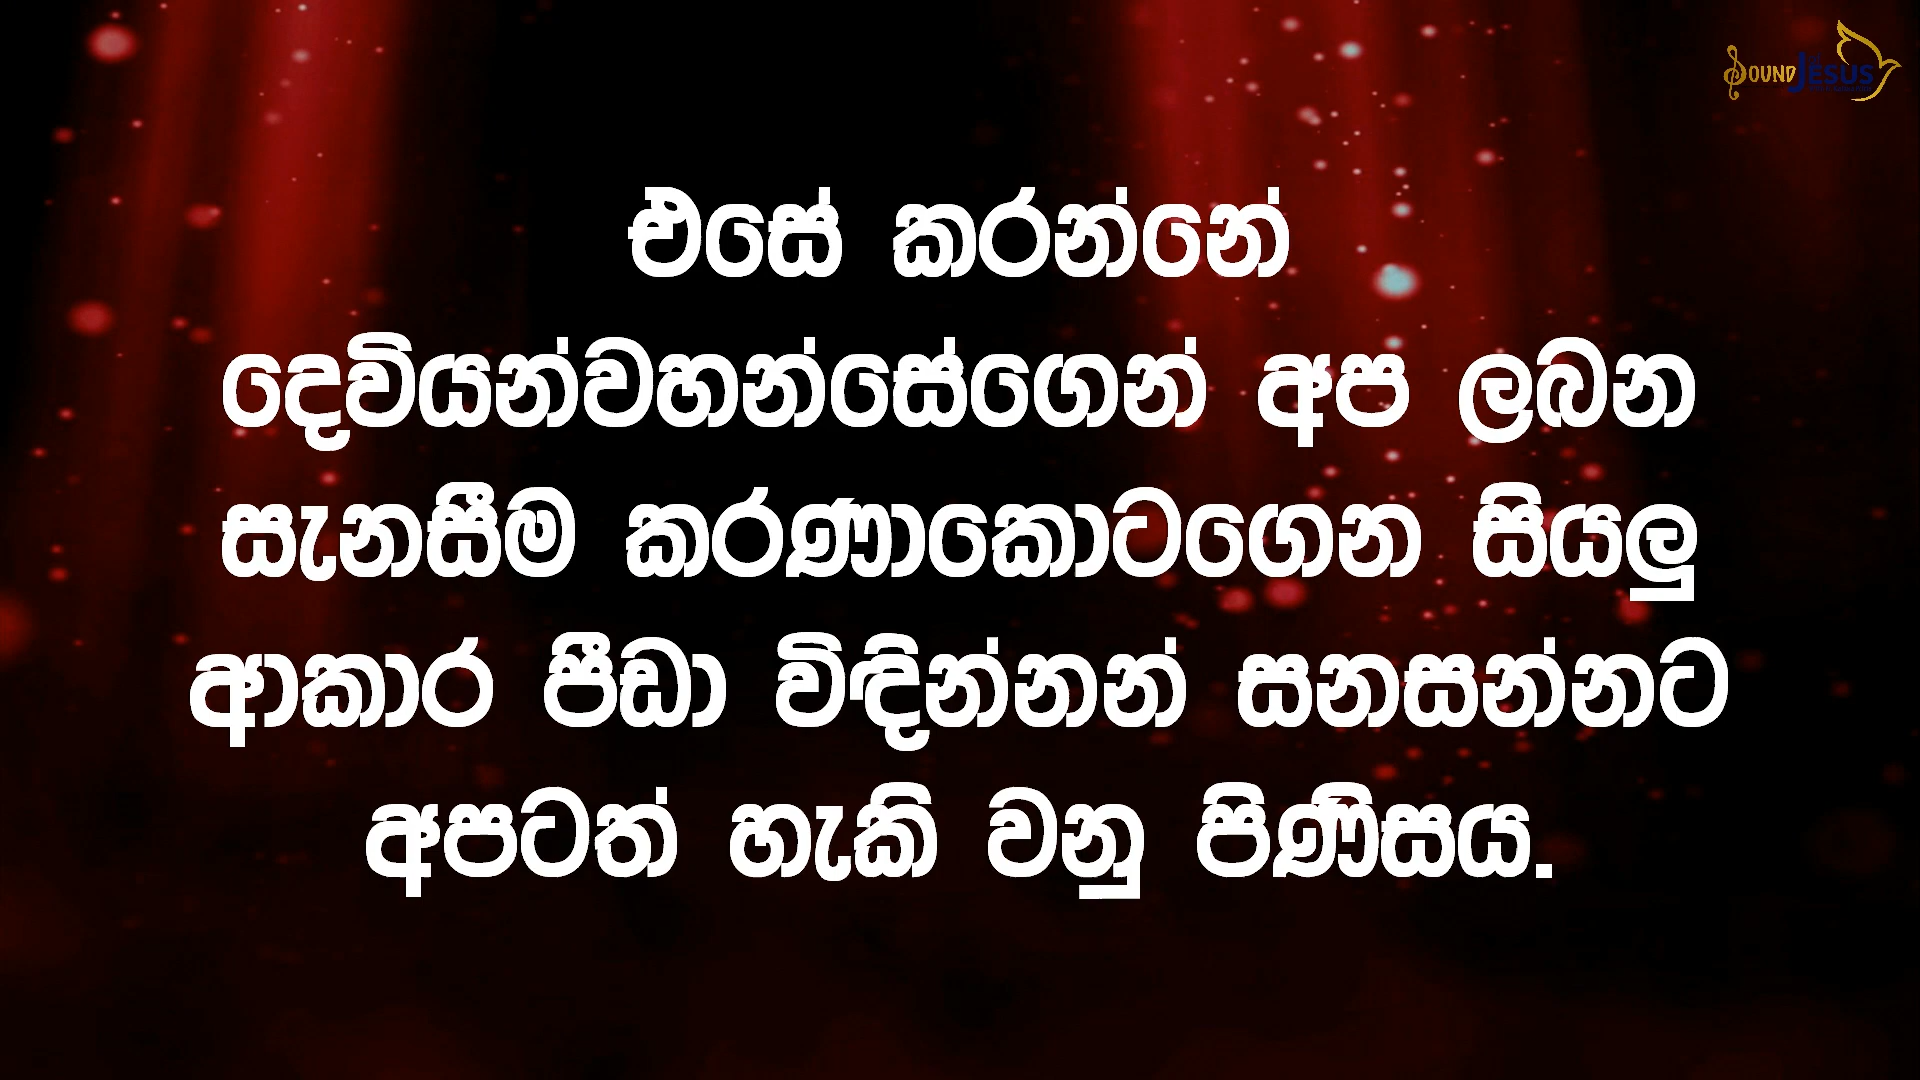 SOUND JESUS
එසේ කරන්නේ
දෙවියන්වහන්සේගෙන් අප ලබන
සැනසීම කරණාකොටගෙන සියලු
ආකාර පීඩා විඳින්නන් සනසන්නට
අපටත් හැකි වනු පිණිසය.